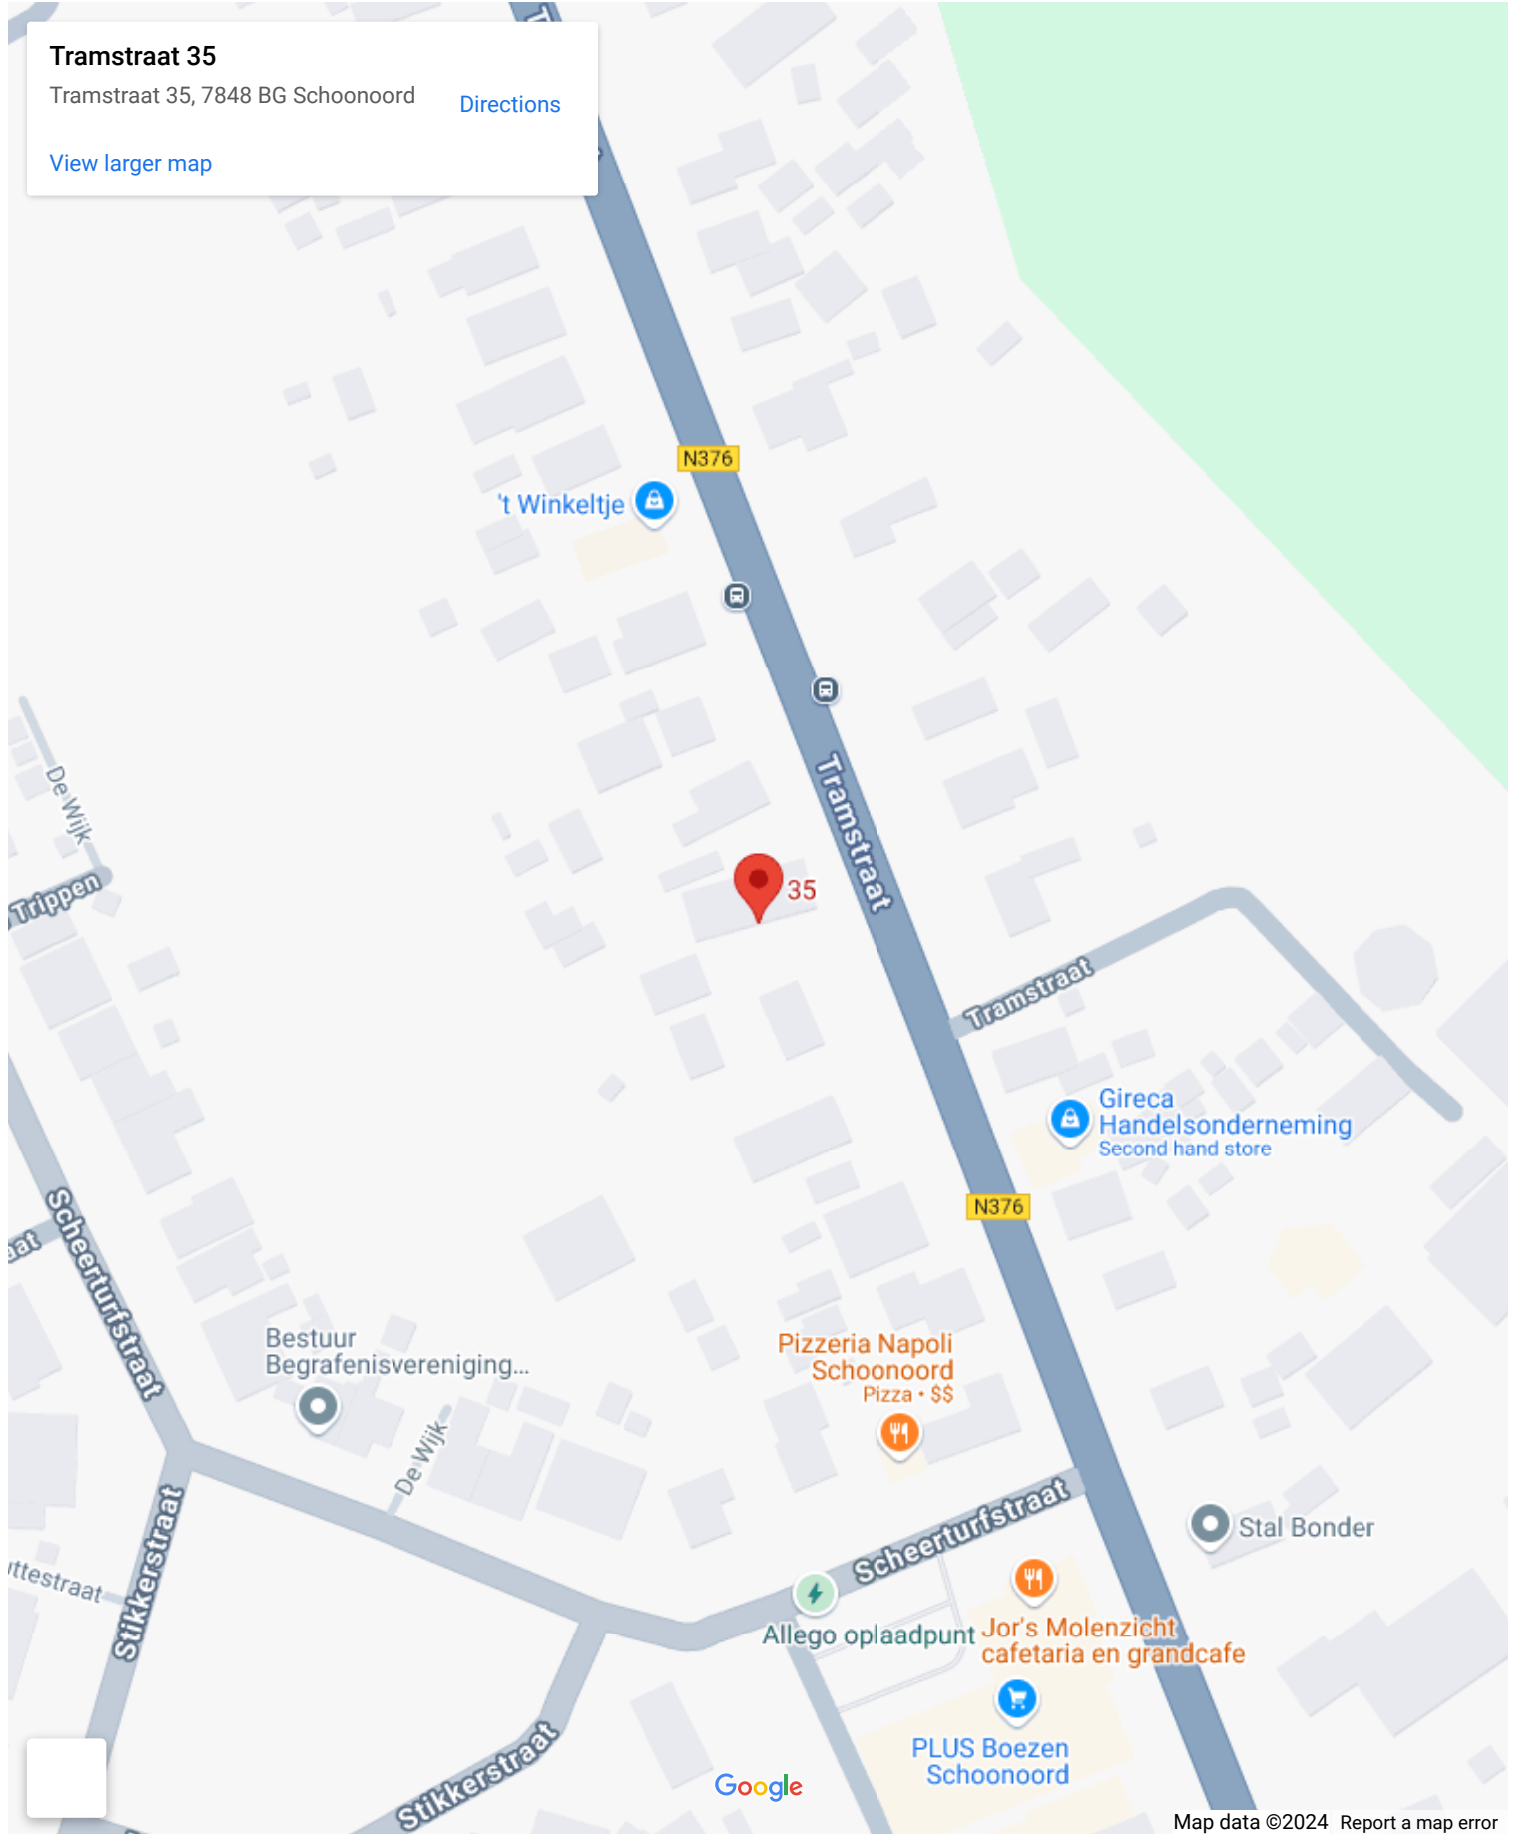 Tramstraat 35
Tramstraat 35, 7848 BG Schoonoord
Directions
View larger map
N376
't Winkeltje
Tramstraat
De Wijk
35
Trippen
Tramstraat
Gireca
Handelsonderneming
Second hand store
N376
Scheerturfstraat
Bestuur
Begrafenisvereniging...
Pizzeria Napoli
Schoonoord
Pizza • $$
De Wijk
Scheerturfstraat
Stal Bonder
Stikkerstraat
Allego oplaadpunt
Jor's Molenzicht
cafetaria en grandcafe
PLUS Boezen
Schoonoord
Stikkerstraat
Google
Map data ©2024
Report a map error